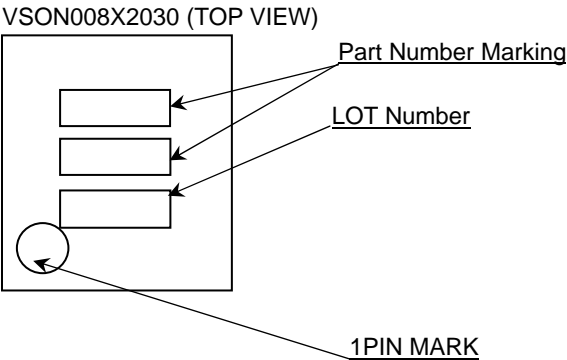 VSON008X2030 (TOP VIEW)
Part Number Marking
LOT Number
1PIN MARK